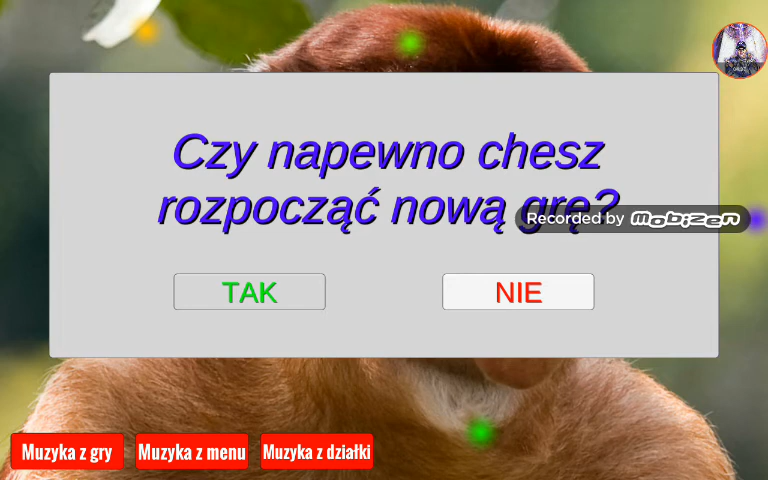 Czy napewno chesz
rozpocząć nową grę?
Recorded by Mobizen
TAK
NIE
Muzyka z gry
Muzyka z menu
Muzyka z działki